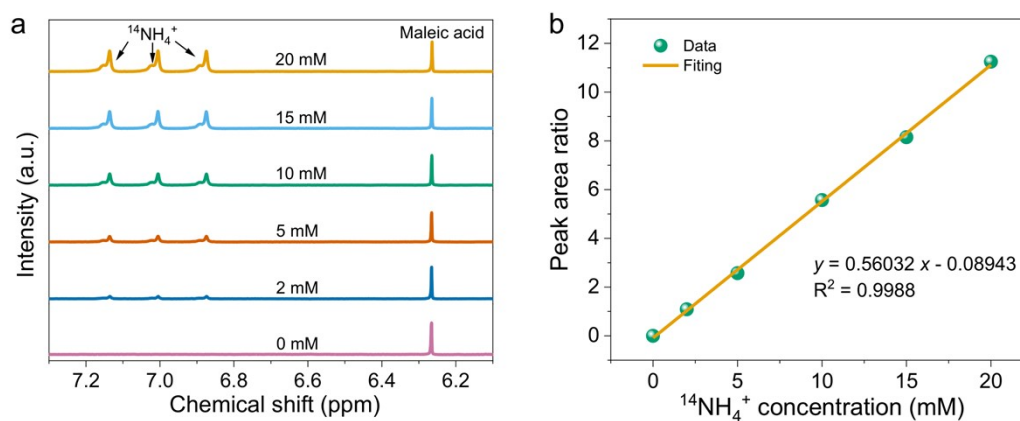 a
¹⁴NH₄⁺
Maleic acid
20 mM
15 mM
10 mM
5 mM
2 mM
0 mM
Intensity (a.u.)
7.2 7.0 6.8 6.6 6.4 6.2
Chemical shift (ppm)
b
Data
Fiting
12
10
8
6
4
2
0
Peak area ratio
y = 0.56032 x - 0.08943
R² = 0.9988
0 5 10 15 20
¹⁴NH₄⁺ concentration (mM)